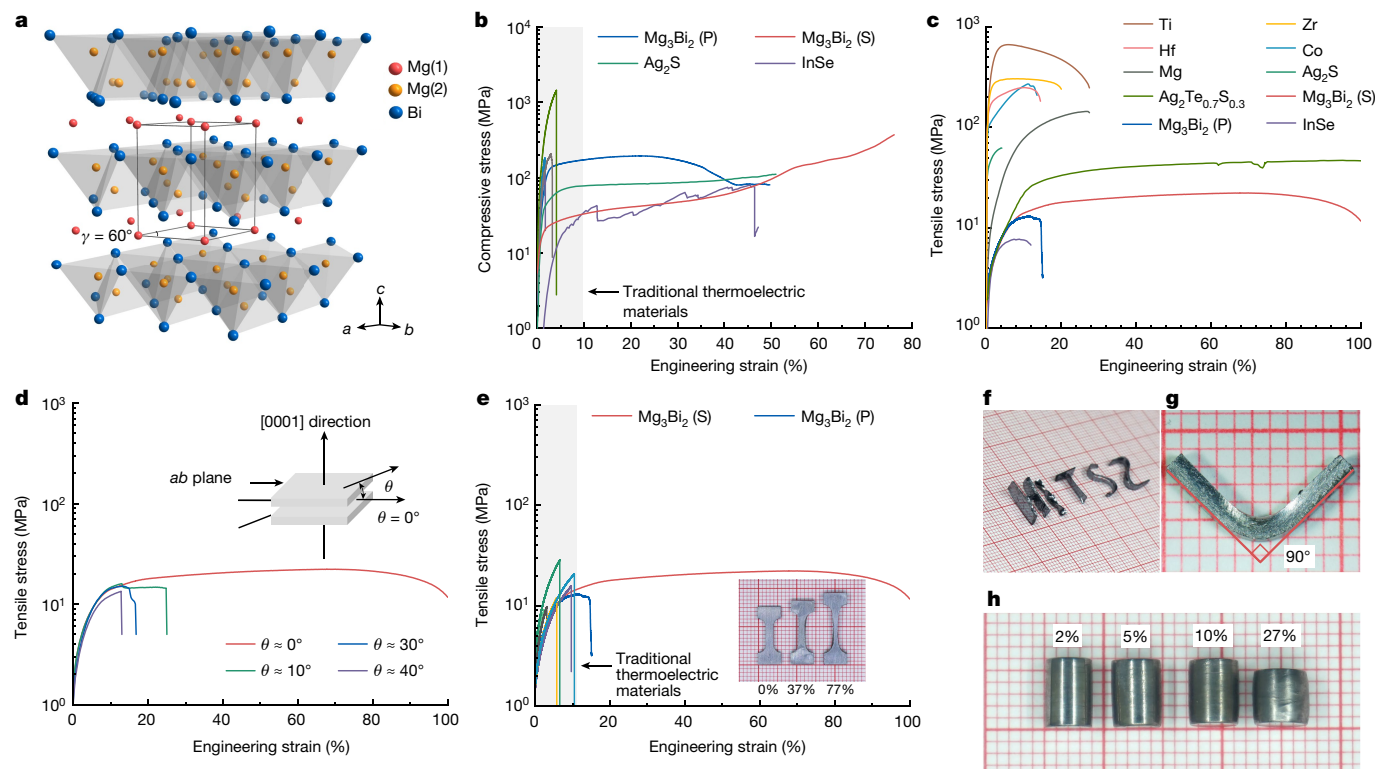 a
Mg(1)
Mg(2)
Bi
γ = 60°
c
a
b
b
Compressive stress (MPa)
10⁴
10³
10²
10¹
10⁰
Mg₃Bi₂ (P)
Mg₃Bi₂ (S)
Ag₂S
InSe
Traditional thermoelectric
materials
0 10 20 30 40 50 60 70 80
Engineering strain (%)
c
Tensile stress (MPa)
10³
10²
10¹
10⁰
Ti
Zr
Hf
Co
Mg
Ag₂S
Ag₂Te₀.₇S₀.₃
Mg₃Bi₂ (S)
Mg₃Bi₂ (P)
InSe
0 20 40 60 80 100
Engineering strain (%)
d
Tensile stress (MPa)
10³
10²
10¹
10⁰
[0001] direction
ab plane
θ
θ = 0°
θ ≈ 0°
θ ≈ 30°
θ ≈ 10°
θ ≈ 40°
0 20 40 60 80 100
Engineering strain (%)
e
Tensile stress (MPa)
10³
10²
10¹
10⁰
Mg₃Bi₂ (S)
Mg₃Bi₂ (P)
Traditional
thermoelectric
materials
0% 37% 77%
0 20 40 60 80 100
Engineering strain (%)
f
MTS2
g
90°
h
2% 5% 10% 27%